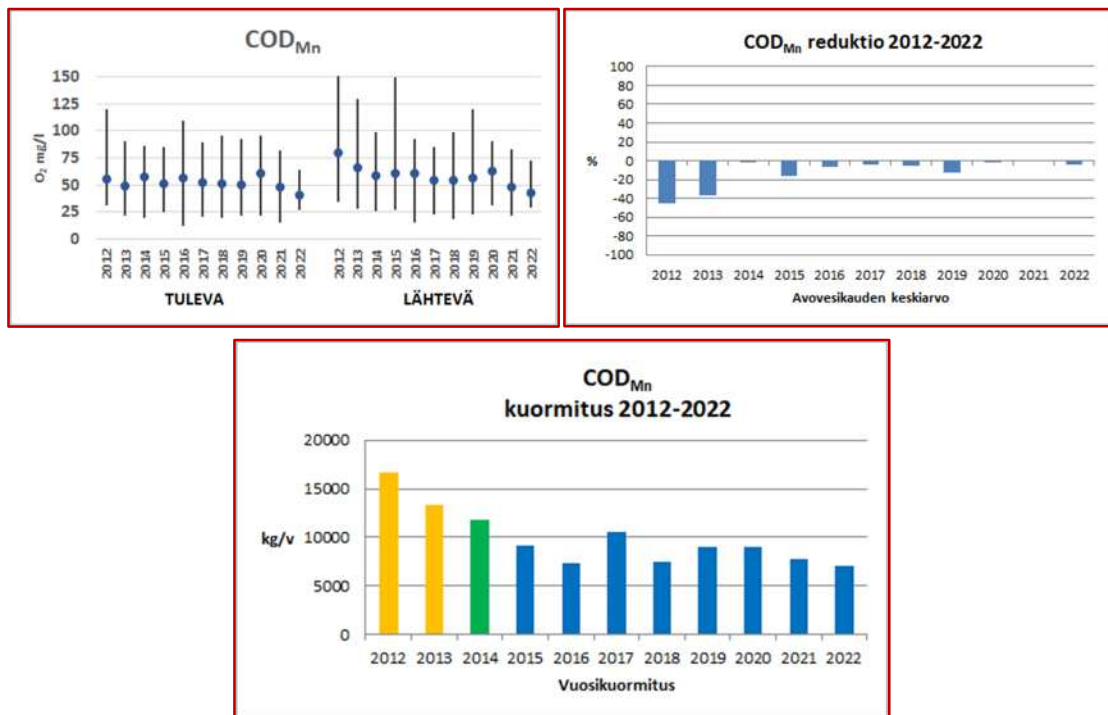 COD_Mn
O₂ mg/l
150
125
100
75
50
25
0
2012 2013 2014 2015 2016 2017 2018 2019 2020 2021 2022 2012 2013 2014 2015 2016 2017 2018 2019 2020 2021 2022
TULEVA LÄHTEVÄ
COD_Mn reduktio 2012-2022
%
100
80
60
40
20
0
-20
-40
-60
-80
-100
2012 2013 2014 2015 2016 2017 2018 2019 2020 2021 2022
Avovesikauden keskiarvo
COD_Mn
kuormitus 2012-2022
kg/v
20000
15000
10000
5000
0
2012 2013 2014 2015 2016 2017 2018 2019 2020 2021 2022
Vuosikuormitus